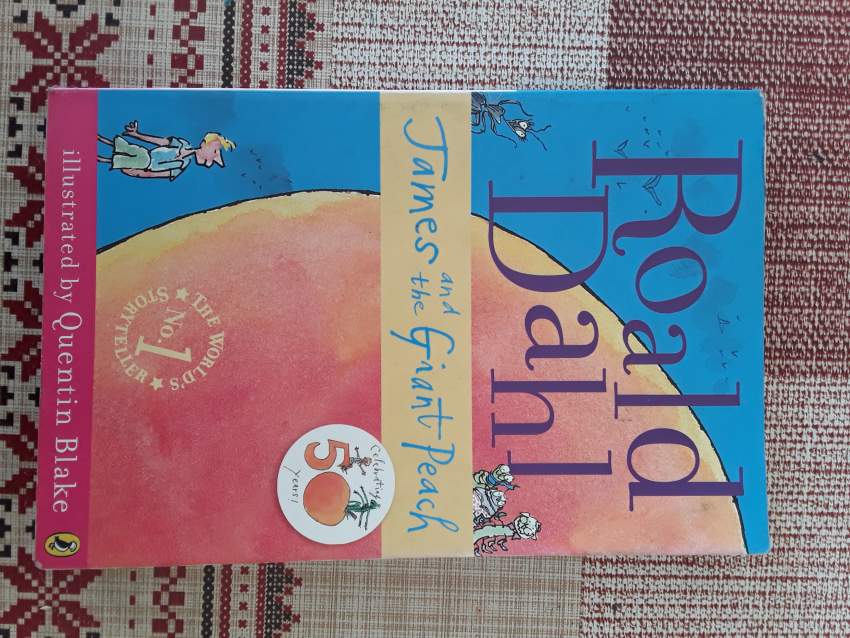 Roald
Dahl
James and the Giant Peach
Celebrating
50
years!
THE WORLD'S
No.1
STORYTELLER
illustrated by Quentin Blake